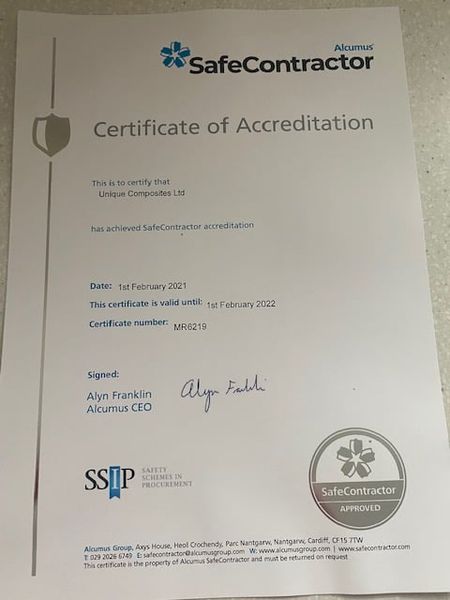 Alcumus
SafeContractor
Certificate of Accreditation
This is to certify that
Unique Composites Ltd
has achieved SafeContractor accreditation
Date: 1st February 2021
This certificate is valid until: 1st February 2022
Certificate number: MR6219
Signed:
Alyn Franklin
Alyn Franklin
Alcumus CEO
SSIP
SAFETY
SCHEMES IN
PROCUREMENT
SafeContractor
APPROVED
Alcumus Group, Axys House, Heol Crochendy, Parc Nantgarw, Nantgarw, Cardiff, CF15 7TW
T: 029 2026 6749 E: safecontractor@alcumusgroup.com W: www.alcumusgroup.com | www.safecontractor.com
This certificate is the property of Alcumus SafeContractor and must be returned on request